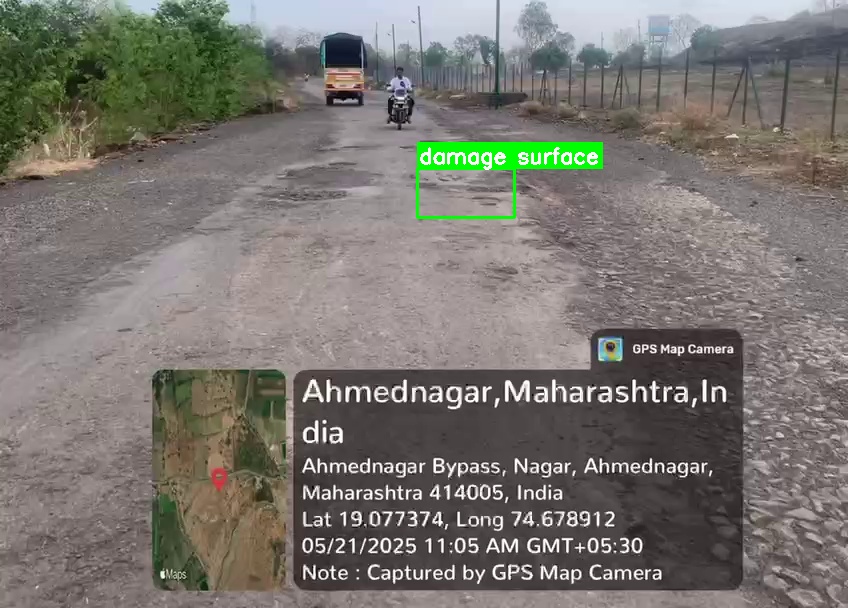 damage surface
GPS Map Camera
Ahmednagar,Maharashtra,In
dia
Ahmednagar Bypass, Nagar, Ahmednagar,
Maharashtra 414005, India
Lat 19.077374, Long 74.678912
05/21/2025 11:05 AM GMT+05:30
Note : Captured by GPS Map Camera
Maps